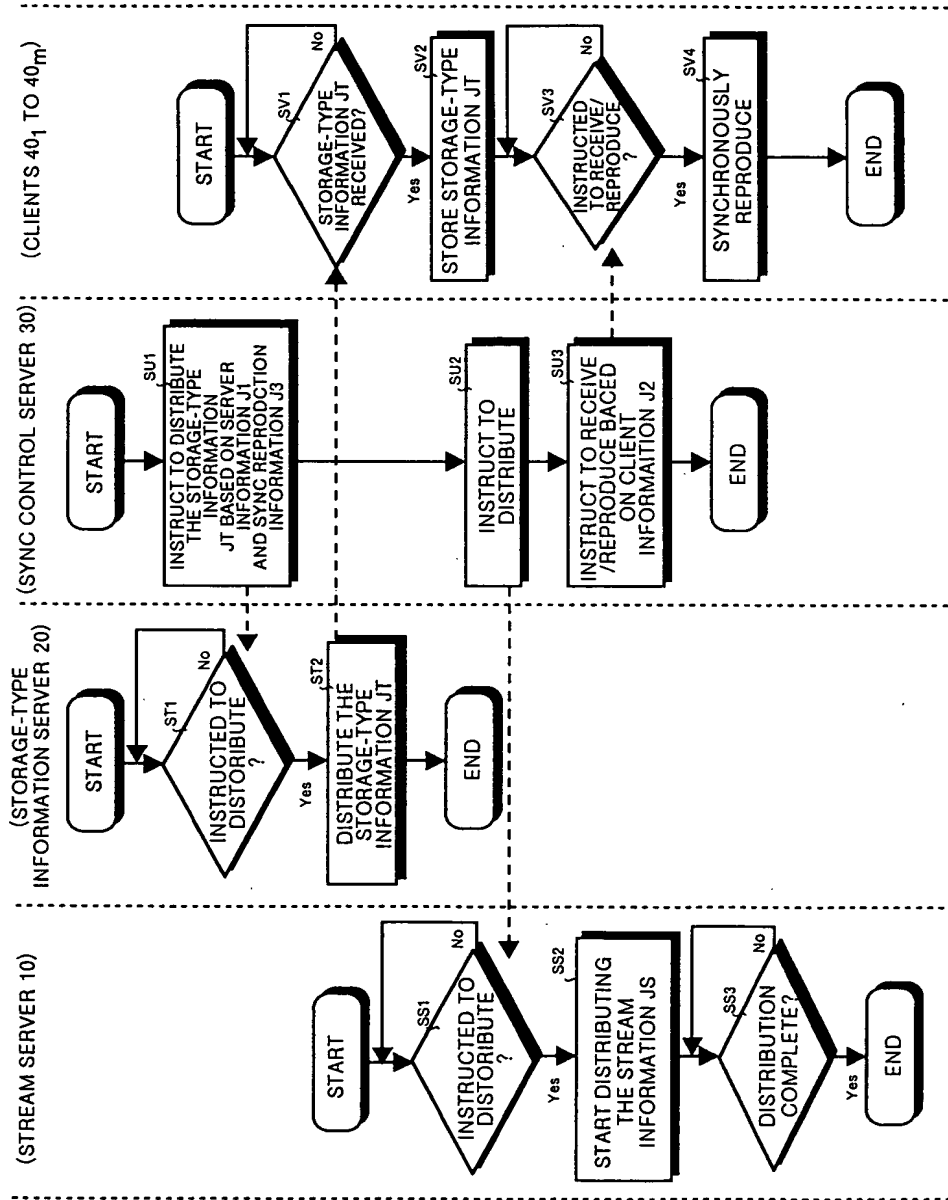 (STREAM SERVER 10)
START
SS1
INSTRUCTED TO
DISTORIBUTE
?
No
Yes
SS2
START DISTRIBUTING
THE STREAM
INFORMATION JS
SS3
DISTRIBUTION
COMPLETE?
No
Yes
END
(STORAGE-TYPE
INFORMATION SERVER 20)
START
ST1
INSTRUCTED TO
DISTORIBUTE
?
No
Yes
ST2
DISTRIBUTE THE
STORAGE-TYPE
INFORMATION JT
END
(SYNC CONTROL SERVER 30)
START
SU1
INSTRUCT TO DISTRIBUTE
THE STORAGE-TYPE
INFORMATION
JT BASED ON SERVER
INFORMATION J1
AND SYNC REPRODCTION
INFORMATION J3
SU2
INSTRUCT TO
DISTRIBUTE
SU3
INSTRUCT TO RECEIVE
/REPRODUCE BACED
ON CLIENT
INFORMAITION J2
END
(CLIENTS 40₁ TO 40ₘ)
START
SV1
STORAGE-TYPE
INFORMATION JT
RECEIVED?
No
Yes
SV2
STORE STORAGE-TYPE
INFORMATION JT
SV3
INSTRUCTED
TO RECEIVE/
REPRODUCE
?
No
Yes
SV4
SYNCHRONOUSLY
REPRODUCE
END